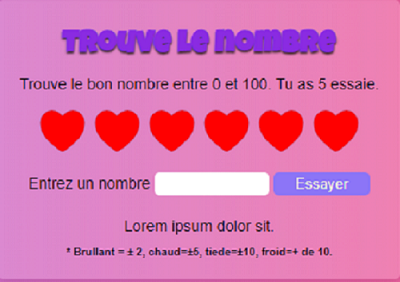 Trouve le nombre
Trouve le bon nombre entre 0 et 100. Tu as 5 essaie.
Entrez un nombre Essayer
Lorem ipsum dolor sit.
* Brullant = ± 2, chaud=±5, tiede=±10, froid=+ de 10.